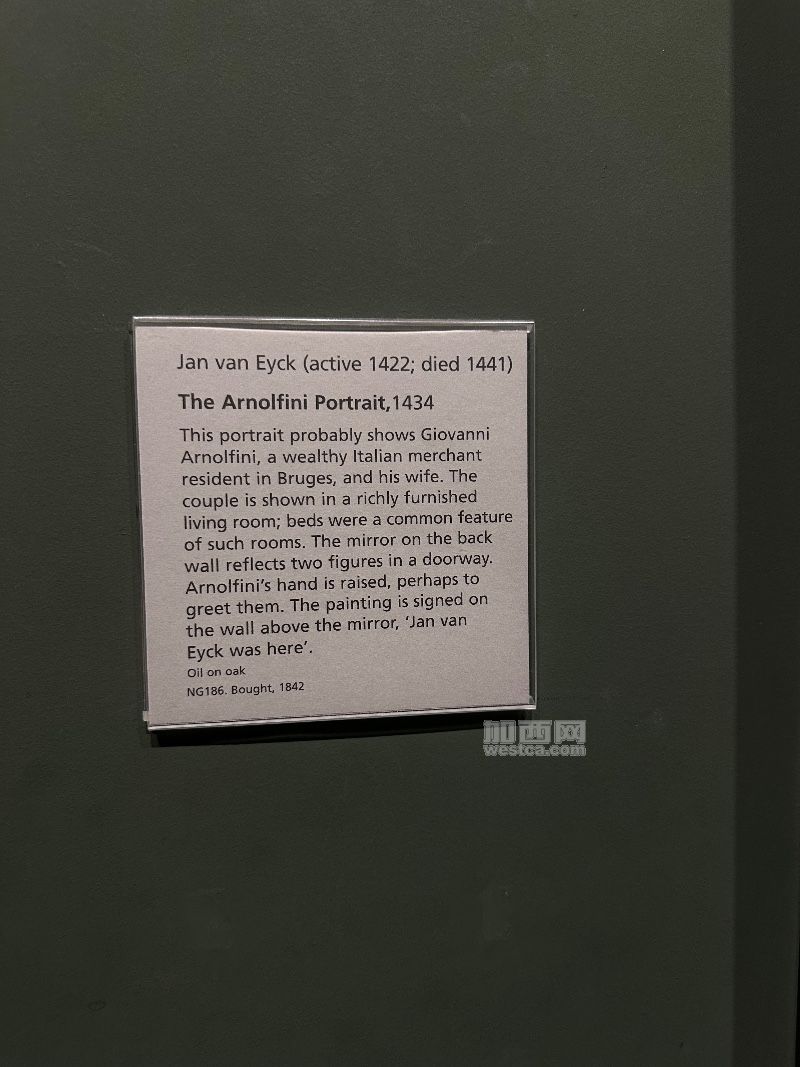 Jan van Eyck (active 1422; died 1441)
The Arnolfini Portrait,1434
This portrait probably shows Giovanni
Arnolfini, a wealthy Italian merchant
resident in Bruges, and his wife. The
couple is shown in a richly furnished
living room; beds were a common feature
of such rooms. The mirror on the back
wall reflects two figures in a doorway.
Arnolfini's hand is raised, perhaps to
greet them. The painting is signed on
the wall above the mirror, ‘Jan van
Eyck was here’.
Oil on oak
NG186. Bought, 1842
加西网
westca.com